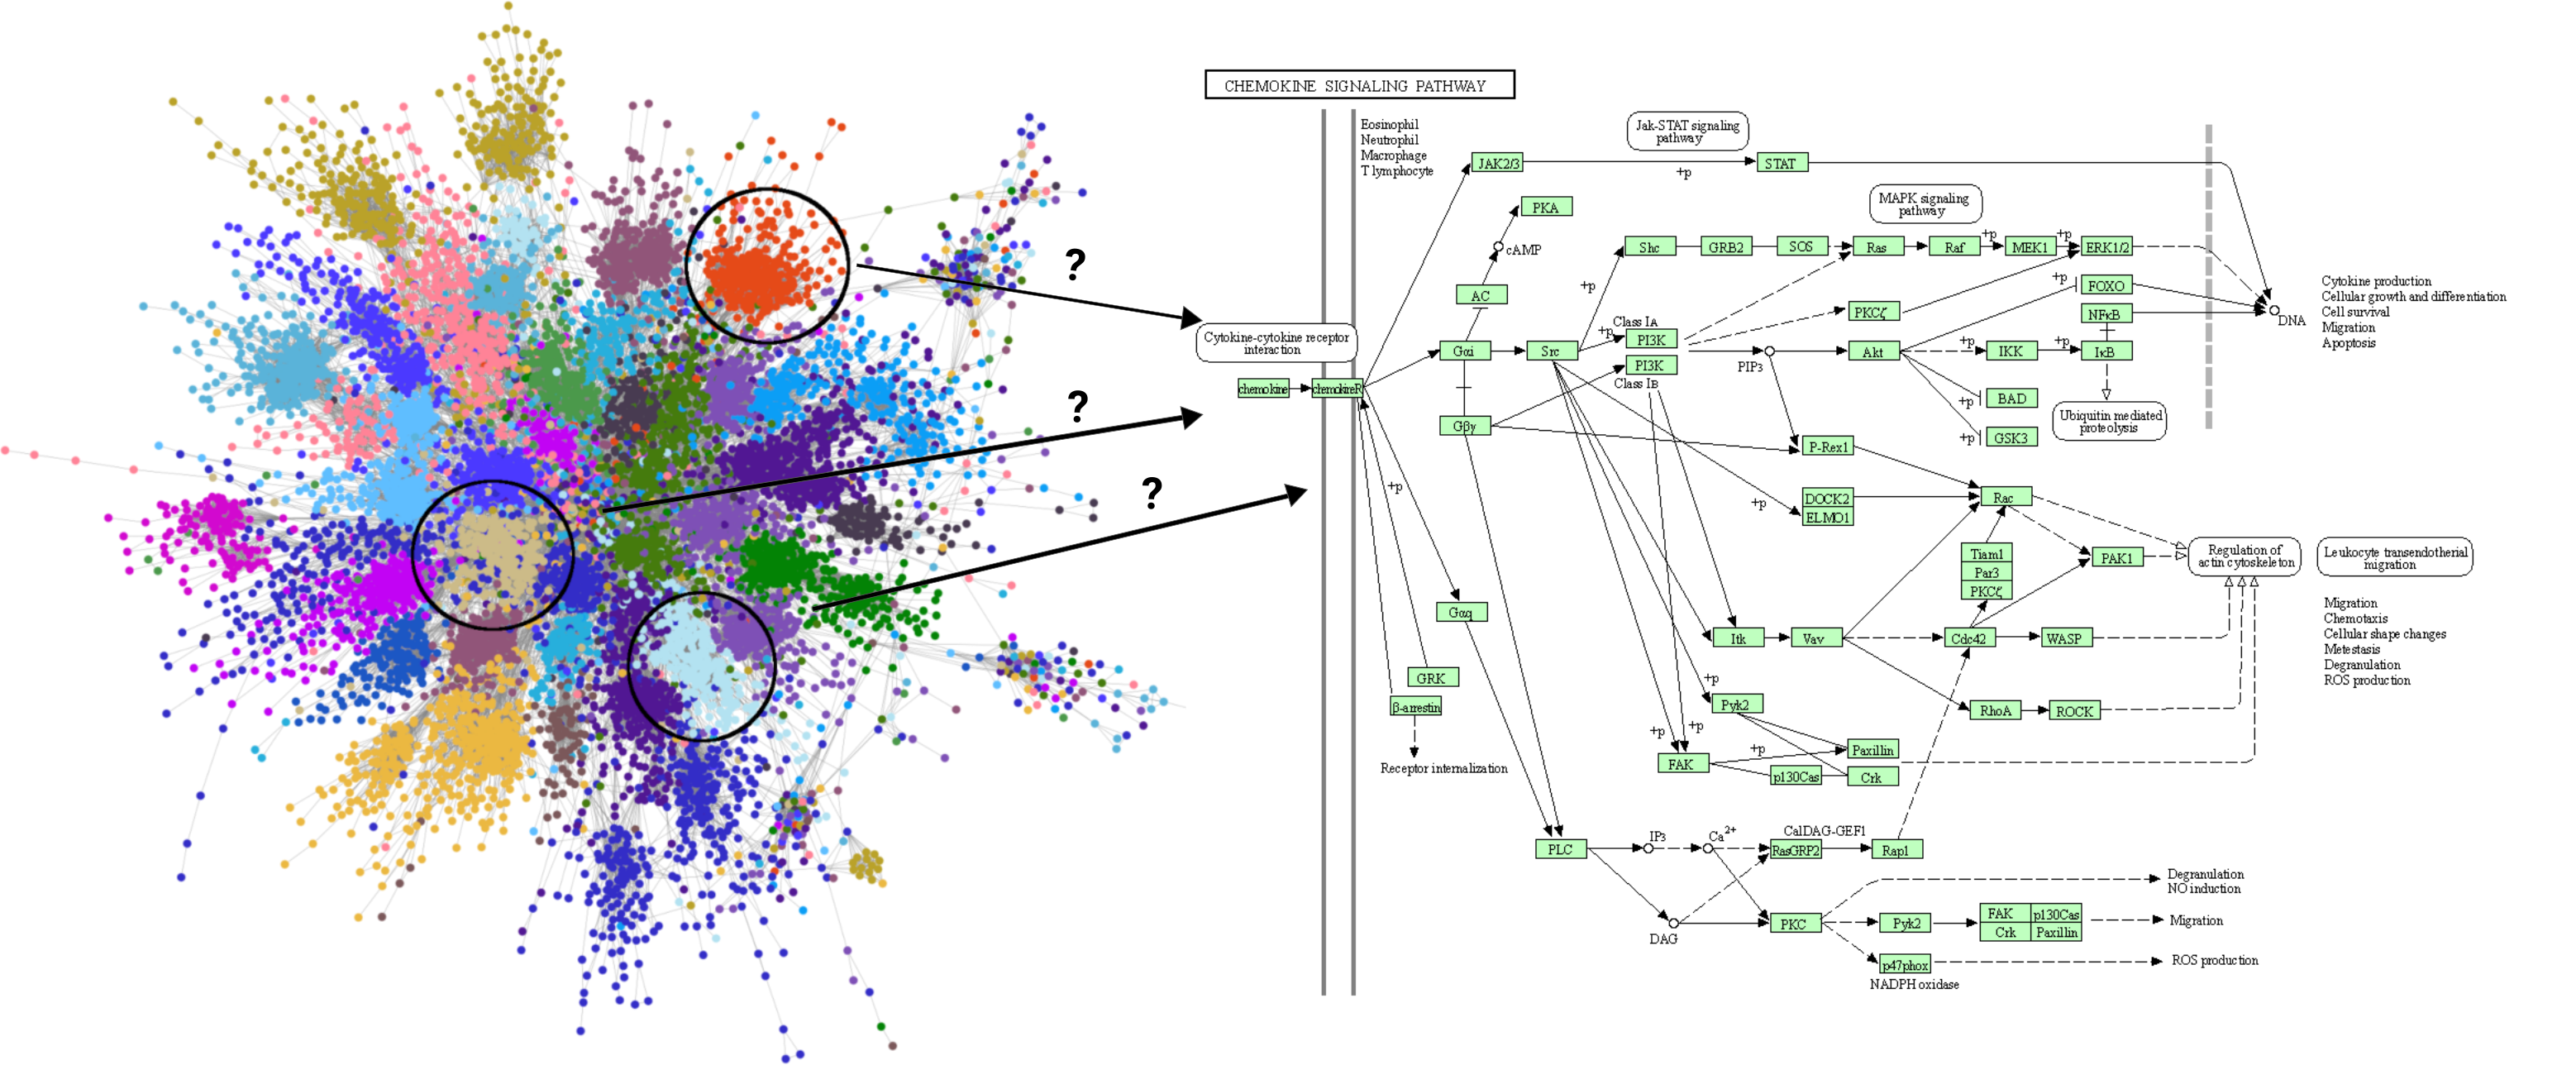 ?
?
?
CHEMOKINE SIGNALING PATHWAY
Eosinophil
Neutrophil
Macrophage
T lymphocyte
Jak-STAT signaling
pathway
JAK2/3
+p
STAT
PKA
cAMP
AC
MAPK signaling
pathway
+p
Shc
GRB2
SOS
Ras
Raf
+p
MEK1
+p
ERK1/2
+p
FOXO
PKCζ
NFκB
DNA
Cytokine production
Cellular growth and differentiation
Cell survival
Migration
Apoptosis
Cytokine-cytokine receptor
interaction
chemokine
chemokineR
Gαi
Src
+p
Class IA
PI3K
PI3K
Class IB
PIP3
Akt
+p
IKK
+p
IκB
+p
BAD
+p
GSK3
Ubiquitin mediated
proteolysis
Gβγ
P-Rex1
+p
+p
DOCK2
ELMO1
Rac
Tiam1
Par3
PKCζ
PAK1
Regulation of
actin cytoskeleton
Leukocyte transendotherial
migration
Migration
Chemotaxis
Cellular shape changes
Metestasis
Degranulation
ROS production
Gαq
Itk
Vav
Cdc42
WASP
GRK
β-arrestin
Receptor internalization
+p
Pyk2
RhoA
ROCK
+p
+p
FAK
+p
Paxillin
p130Cas
Crk
PLC
IP3
Ca2+
CalDAG-GEF1
RasGRP2
Rap1
DAG
PKC
Degranulation
NO induction
Pyk2
FAK
p130Cas
Crk
Paxillin
Migration
p47phox
NADPH oxidase
ROS production